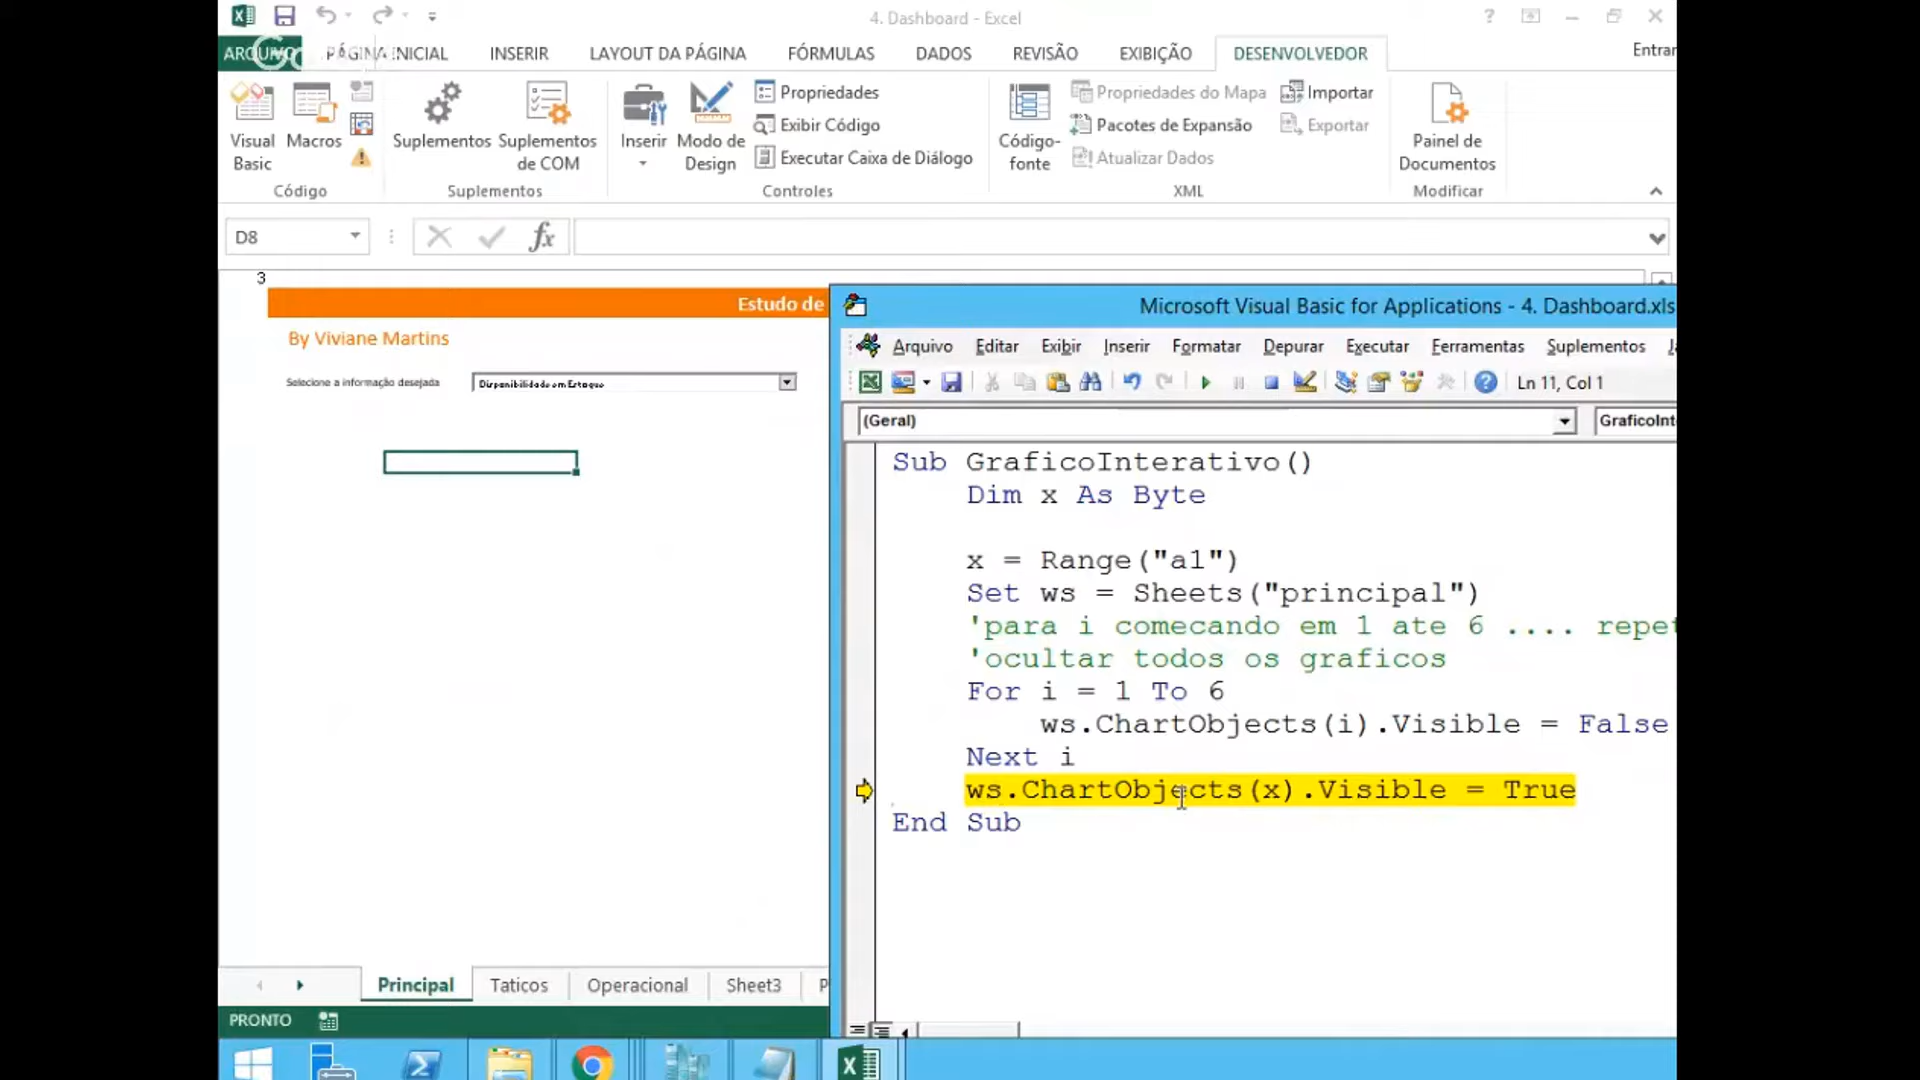 4. Dashboard - Excel
ARQUIVO PÁGINA INICIAL INSERIR LAYOUT DA PÁGINA FÓRMULAS DADOS REVISÃO EXIBIÇÃO DESENVOLVEDOR Entrar
Visual Basic
Macros
Suplementos
Suplementos de COM
Inserir
Modo de Design
Propriedades
Exibir Código
Executar Caixa de Diálogo
Código-fonte
Propriedades do Mapa
Pacotes de Expansão
Atualizar Dados
Importar
Exportar
Painel de Documentos
Código Suplementos Controles XML Modificar
D8
fx
3
Estudo de
By Viviane Martins
Selecione a informação desejada Disponibilidade em Estoque
Microsoft Visual Basic for Applications - 4. Dashboard.xls
Arquivo Editar Exibir Inserir Formatar Depurar Executar Ferramentas Suplementos
Ln 11, Col 1
(Geral) GraficoInt
Sub GraficoInterativo()
Dim x As Byte
x = Range("a1")
Set ws = Sheets("principal")
'para i comecando em 1 ate 6 .... repet
'ocultar todos os graficos
For i = 1 To 6
ws.ChartObjects(i).Visible = False
Next i
ws.ChartObjects(x).Visible = True
End Sub
Principal Taticos Operacional Sheet3 P
PRONTO